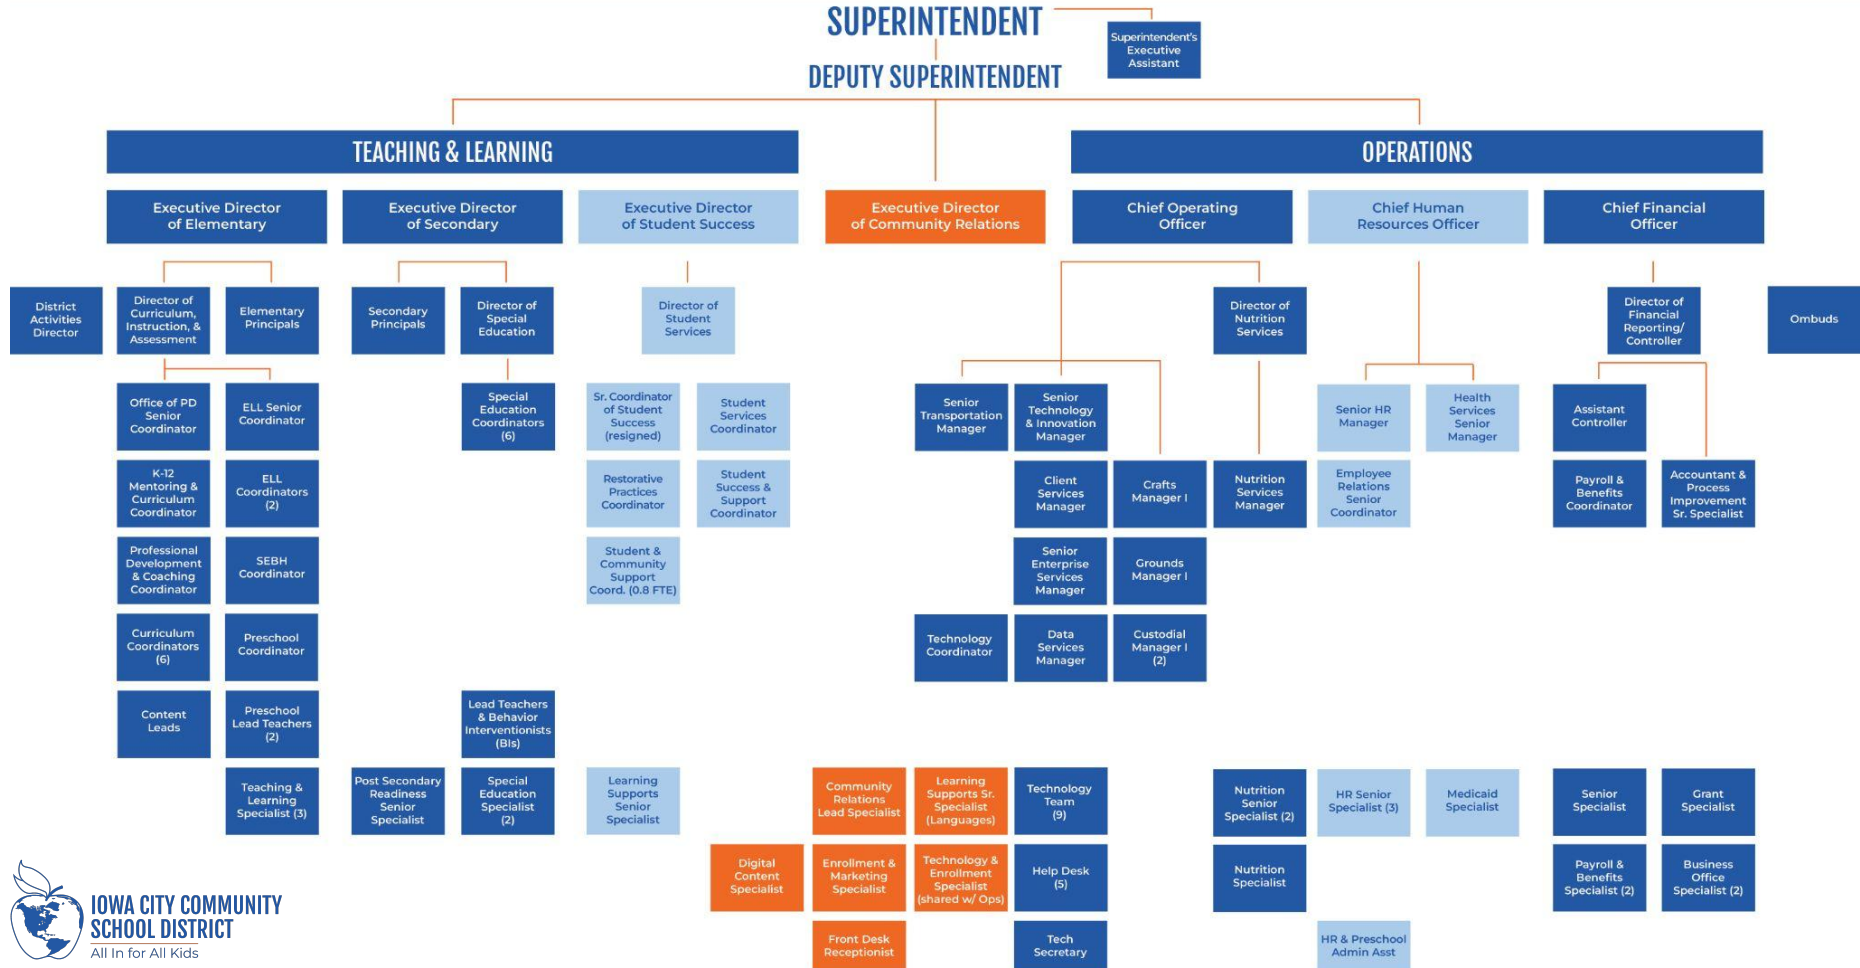 SUPERINTENDENT
Superintendent's
Executive
Assistant
DEPUTY SUPERINTENDENT
TEACHING & LEARNING
OPERATIONS
Executive Director
of Elementary
Executive Director
of Secondary
Executive Director
of Student Success
Executive Director
of Community Relations
Chief Operating
Officer
Chief Human
Resources Officer
Chief Financial
Officer
District
Activities
Director
Director of
Curriculum,
Instruction, &
Assessment
Elementary
Principals
Secondary
Principals
Director of
Special
Education
Director of
Student
Services
Director of
Nutrition
Services
Director of
Financial
Reporting/
Controller
Ombuds
Office of PD
Senior
Coordinator
ELL Senior
Coordinator
Special
Education
Coordinators
(6)
Sr. Coordinator
of Student
Success
(resigned)
Student
Services
Coordinator
Senior
Transportation
Manager
Senior
Technology
& Innovation
Manager
Senior HR
Manager
Health
Services
Senior
Manager
Assistant
Controller
K-12
Mentoring &
Curriculum
Coordinator
ELL
Coordinators
(2)
Restorative
Practices
Coordinator
Student
Success &
Support
Coordinator
Client
Services
Manager
Crafts
Manager I
Nutrition
Services
Manager
Employee
Relations
Senior
Coordinator
Payroll &
Benefits
Coordinator
Accountant &
Process
Improvement
Sr. Specialist
Professional
Development
& Coaching
Coordinator
SEBH
Coordinator
Student &
Community
Support
Coord. (0.8 FTE)
Senior
Enterprise
Services
Manager
Grounds
Manager I
Curriculum
Coordinators
(6)
Preschool
Coordinator
Technology
Coordinator
Data
Services
Manager
Custodial
Manager I
(2)
Content
Leads
Preschool
Lead Teachers
(2)
Lead Teachers
& Behavior
Interventionists
(BIs)
Teaching &
Learning
Specialist (3)
Post Secondary
Readiness
Senior
Specialist
Special
Education
Specialist
(2)
Learning
Supports
Senior
Specialist
Community
Relations
Lead Specialist
Learning
Supports Sr.
Specialist
(Languages)
Technology
Team
(9)
Nutrition
Senior
Specialist (2)
HR Senior
Specialist (3)
Medicaid
Specialist
Senior
Specialist
Grant
Specialist
Digital
Content
Specialist
Enrollment &
Marketing
Specialist
Technology &
Enrollment
Specialist
(shared w/ Ops)
Help Desk
(5)
Nutrition
Specialist
Payroll &
Benefits
Specialist (2)
Business
Office
Specialist (2)
Front Desk
Receptionist
Tech
Secretary
HR & Preschool
Admin Asst
IOWA CITY COMMUNITY
SCHOOL DISTRICT
All In for All Kids